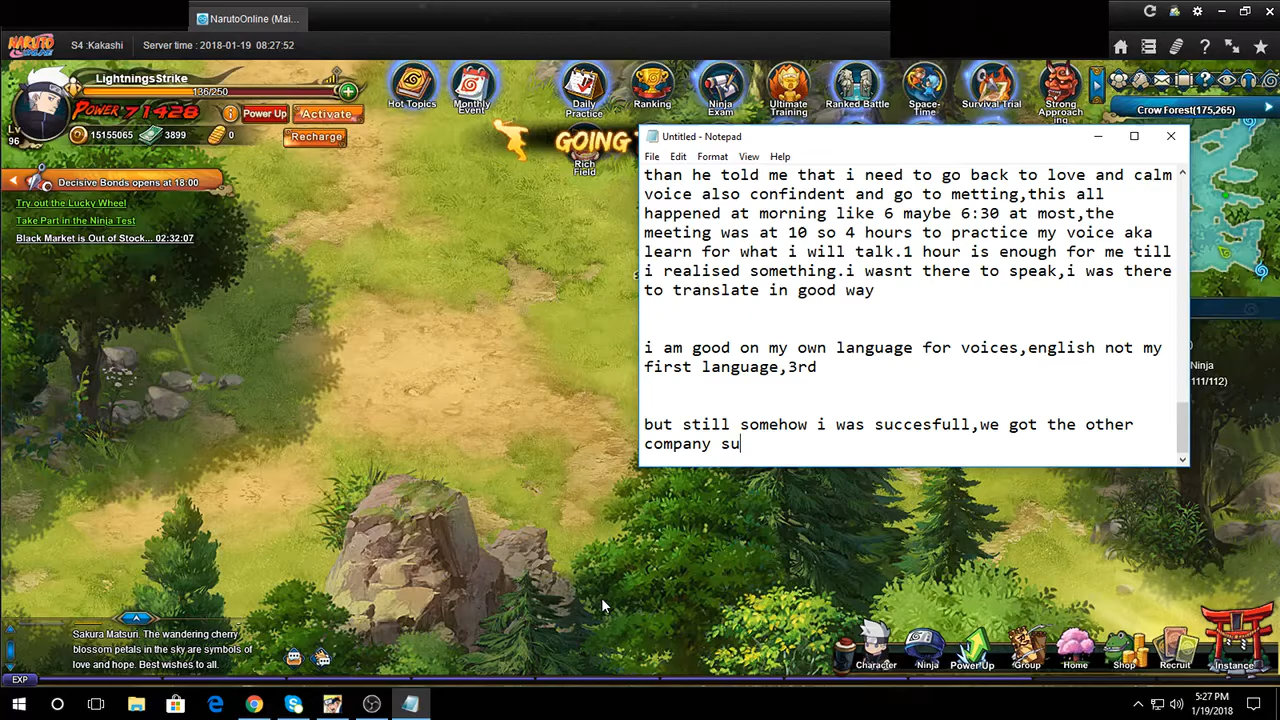 NarutoOnline (Mai...
NARUTO
ONLINE
S4 :Kakashi
Server time : 2018-01-19 08:27:52
LightningsStrike
136/250
POWER 71428
Power Up
Activate
Lv
96
15155065
3899
0
Recharge
Hot Topics
Monthly
Event
Daily
Practice
Ranking
Ninja
Exam
Ultimate
Training
Ranked Battle
Space-
Time
Survival Trial
Strong
Approach
ing
Crow Forest(175,265)
GOING
Rich
Field
Decisive Bonds opens at 18:00
Try out the Lucky Wheel
Take Part in the Ninja Test
Black Market is Out of Stock... 02:32:07
Untitled - Notepad
File Edit Format View Help
than he told me that i need to go back to love and calm
voice also confindent and go to metting,this all
happened at morning like 6 maybe 6:30 at most,the
meeting was at 10 so 4 hours to practice my voice aka
learn for what i will talk.1 hour is enough for me till
i realised something.i wasnt there to speak,i was there
to translate in good way
i am good on my own language for voices,english not my
first language,3rd
but still somehow i was succesfull,we got the other
company su
Ninja
111/112)
Sakura Matsuri. The wandering cherry
blossom petals in the sky are symbols of
love and hope. Best wishes to all.
Character
Ninja
Power Up
Group
Home
Shop
Recruit
Instance
EXP
5:27 PM
1/19/2018